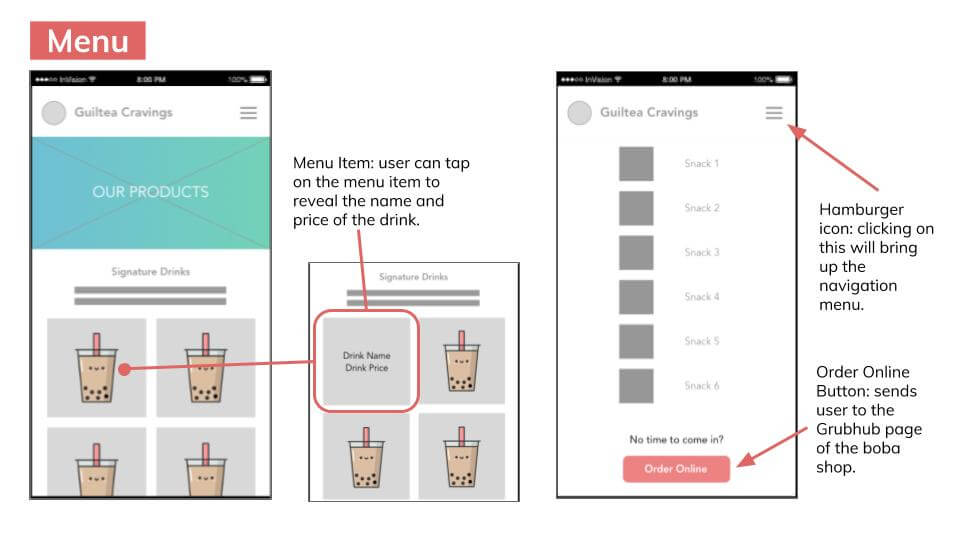 Menu
InVision 8:00 PM 100%
Guiltea Cravings
OUR PRODUCTS
Signature Drinks
Menu Item: user can tap
on the menu item to
reveal the name and
price of the drink.
Signature Drinks
Drink Name
Drink Price
InVision 8:00 PM 100%
Guiltea Cravings
Snack 1
Snack 2
Snack 3
Snack 4
Snack 5
Snack 6
No time to come in?
Order Online
Hamburger
icon: clicking on
this will bring
up the
navigation
menu.
Order Online
Button: sends
user to the
Grubhub page
of the boba
shop.